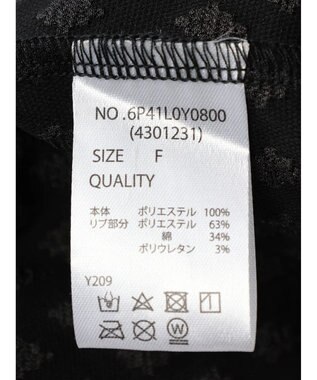 NO.6P41L0Y0800
(4301231)
SIZE F
QUALITY
本体 ポリエステル 100%
リブ部分 ポリエステル 63%
綿 34%
ポリウレタン 3%
Y209
W